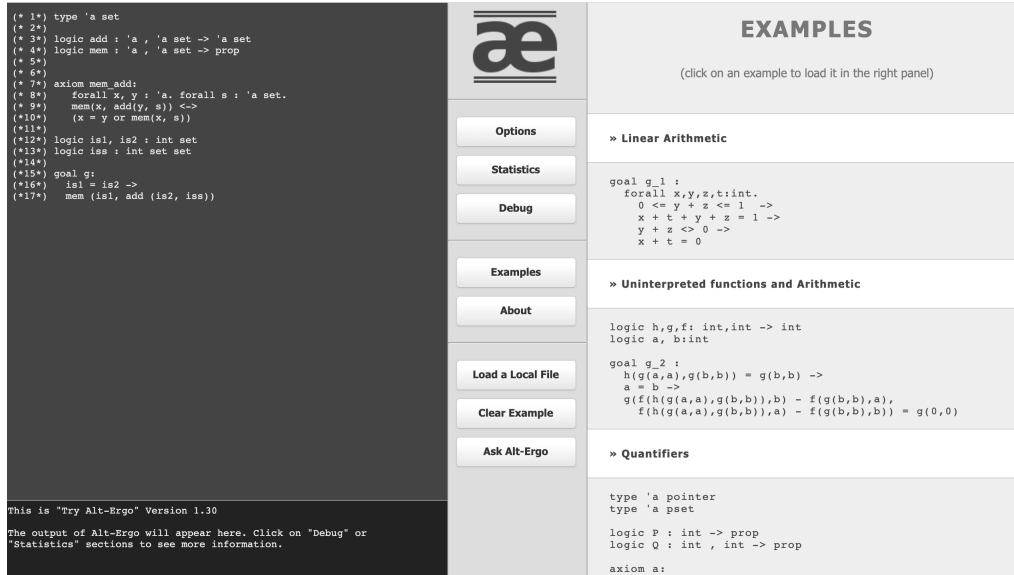 (* 1*) type 'a set
(* 2*)
(* 3*) logic add : 'a , 'a set -> 'a set
(* 4*) logic mem : 'a , 'a set -> prop
(* 5*)
(* 6*)
(* 7*) axiom mem_add:
(* 8*)    forall x, y : 'a. forall s : 'a set.
(* 9*)    mem(x, add(y, s)) <->
(*10*)    (x = y or mem(x, s))
(*11*)
(*12*) logic is1, is2 : int set
(*13*) logic iss : int set set
(*14*)
(*15*) goal g:
(*16*)   is1 = is2 ->
(*17*)   mem (is1, add (is2, iss))
This is "Try Alt-Ergo" Version 1.30
The output of Alt-Ergo will appear here. Click on "Debug" or
"Statistics" sections to see more information.
æ
Options
Statistics
Debug
Examples
About
Load a Local File
Clear Example
Ask Alt-Ergo
EXAMPLES
(click on an example to load it in the right panel)
» Linear Arithmetic
goal g_1 :
  forall x,y,z,t:int.
    0 <= y + z <= 1  ->
    x + t + y + z = 1 ->
    y + z <> 0 ->
    x + t = 0
» Uninterpreted functions and Arithmetic
logic h,g,f: int,int -> int
logic a, b:int
goal g_2 :
  h(g(a,a),g(b,b)) = g(b,b) ->
  a = b ->
  g(f(h(g(a,a),g(b,b)),b) - f(g(b,b),a),
    f(h(g(a,a),g(b,b)),a) - f(g(b,b),b)) = g(0,0)
» Quantifiers
type 'a pointer
type 'a pset
logic P : int -> prop
logic Q : int , int -> prop
axiom a: